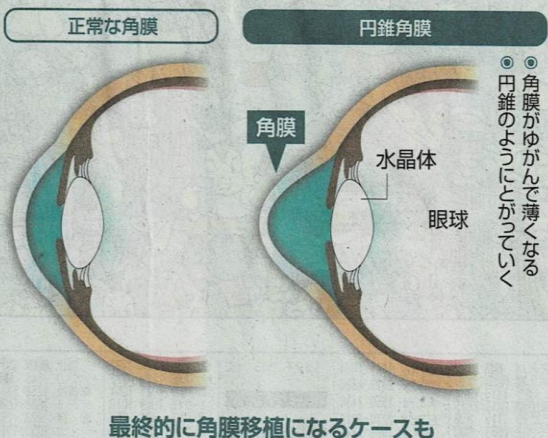 正常な角膜
円錐角膜
◉角膜がゆがんで薄くなる
◉円錐のようにとがっていく
角膜
水晶体
眼球
最終的に角膜移植になるケースも